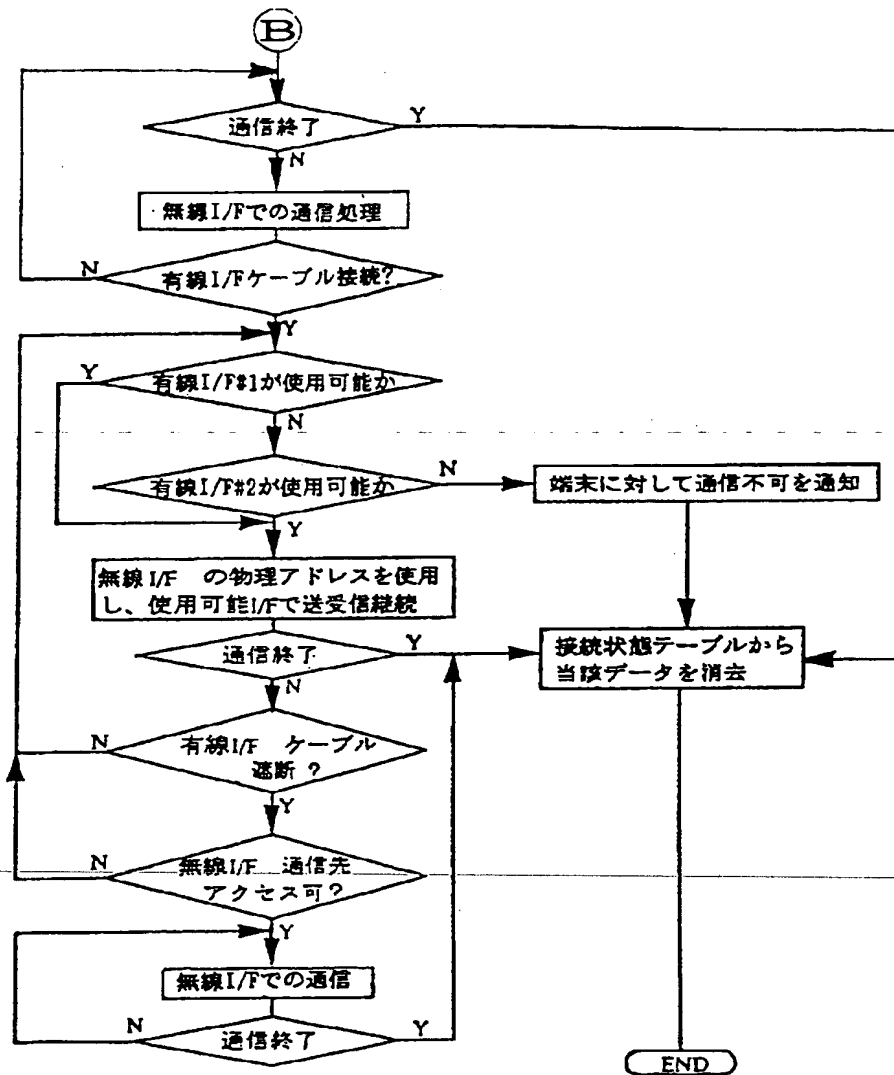 B
通信終了
Y
N
無線I/Fでの通信処理
N
有線I/Fケーブル接続?
Y
Y
有線I/F#1が使用可能か
N
有線I/F#2が使用可能か
N
端末に対して通信不可を通知
Y
無線I/F の物理アドレスを使用
し、使用可能I/Fで送受信継続
通信終了
Y
接続状態テーブルから
当該データを消去
N
N
有線I/F ケーブル
遮断 ?
Y
N
無線I/F 通信先
アクセス可?
Y
無線I/Fでの通信
N
通信終了
Y
END